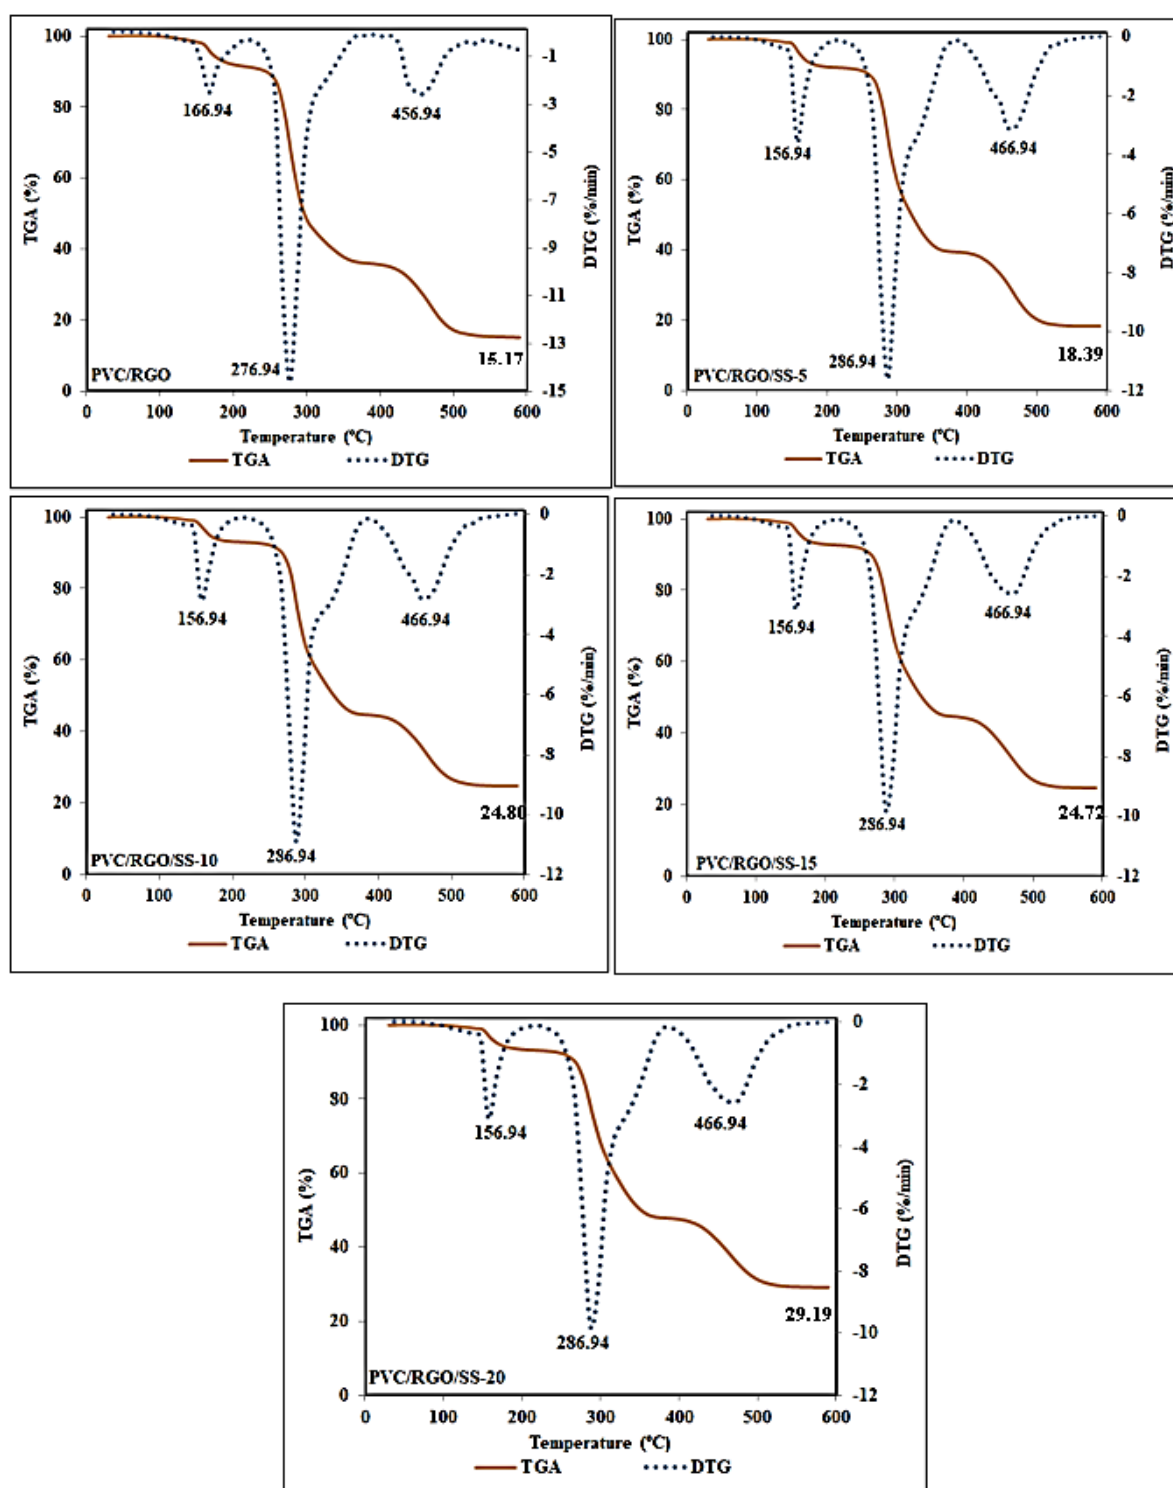 100
80
60
40
20
0
TGA (%)
-1
-3
-5
-7
-9
-11
-13
-15
DTG (%/min)
166.94
456.94
276.94
15.17
PVC/RGO
0 100 200 300 400 500 600
Temperature (ºC)
TGA DTG
100
80
60
40
20
0
TGA (%)
0
-2
-4
-6
-8
-10
-12
DTG (%/min)
156.94
466.94
286.94
18.39
PVC/RGO/SS-5
0 100 200 300 400 500 600
Temperature (ºC)
TGA DTG
100
80
60
40
20
0
TGA (%)
0
-2
-4
-6
-8
-10
-12
DTG (%/min)
156.94
466.94
286.94
24.80
PVC/RGO/SS-10
0 100 200 300 400 500 600
Temperature (ºC)
TGA DTG
100
80
60
40
20
0
TGA (%)
0
-2
-4
-6
-8
-10
-12
DTG (%/min)
156.94
466.94
286.94
24.72
PVC/RGO/SS-15
0 100 200 300 400 500 600
Temperature (ºC)
TGA DTG
100
80
60
40
20
0
TGA (%)
0
-2
-4
-6
-8
-10
-12
DTG (%/min)
156.94
466.94
286.94
29.19
PVC/RGO/SS-20
0 100 200 300 400 500 600
Temperature (ºC)
TGA DTG